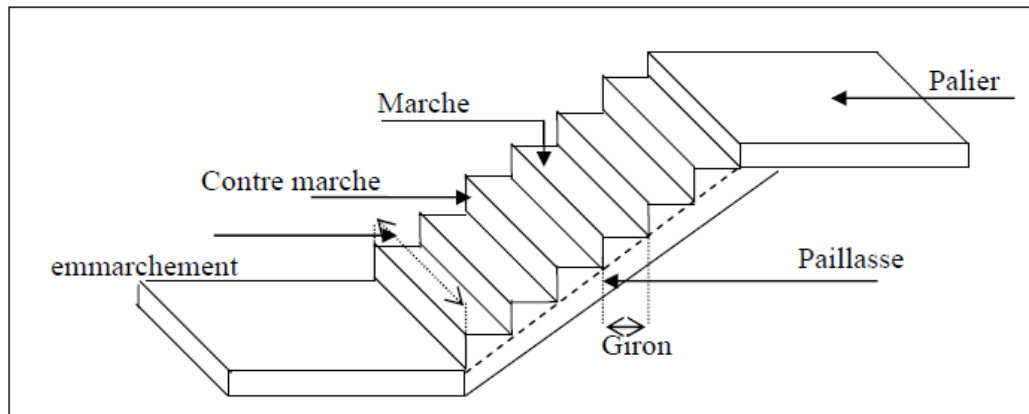 Palier
Marche
Contre marche
emmarchement
Paillasse
Giron